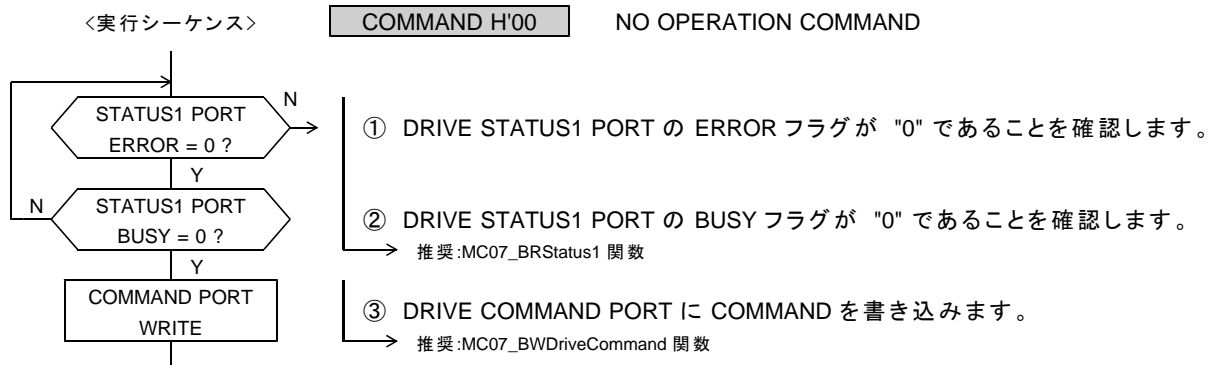 〈実行シーケンス〉 COMMAND H'00 NO OPERATION COMMAND
STATUS1 PORT
ERROR = 0 ?
N
Y
① DRIVE STATUS1 PORT の ERROR フラグが "0" であることを確認します。
N
STATUS1 PORT
BUSY = 0 ?
Y
② DRIVE STATUS1 PORT の BUSY フラグが "0" であることを確認します。
推奨:MC07_BRStatus1 関数
COMMAND PORT
WRITE
③ DRIVE COMMAND PORT に COMMAND を書き込みます。
推奨:MC07_BWDriveCommand 関数